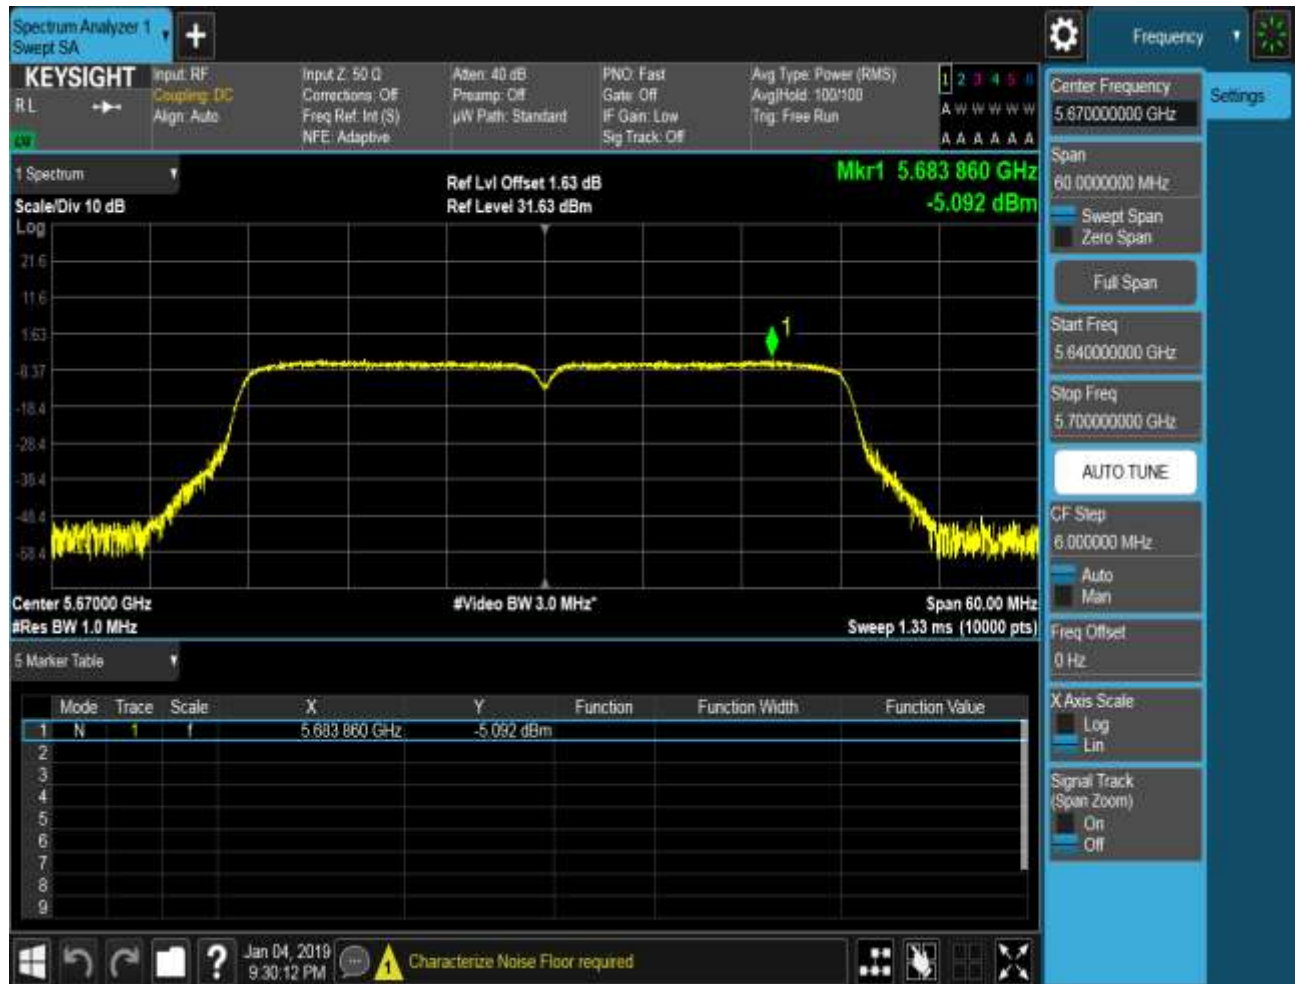 Spectrum Analyzer 1
Swept SA
Frequency
KEYSIGHT
RL
Input: RF
Coupling: DC
Align: Auto
Input Z: 50 Ω
Corrections: Off
Freq Ref: Int (S)
NFE: Adaptive
Atten: 40 dB
Preamp: Off
µW Path: Standard
PNO: Fast
Gate: Off
IF Gain: Low
Sig Track: Off
Avg Type: Power (RMS)
Avg|Hold: 100/100
Trig: Free Run
1 2 3 4 5 6
A W W W W W
A A A A A A
1 Spectrum
Scale/Div 10 dB
Ref Lvl Offset 1.63 dB
Ref Level 31.63 dBm
Mkr1 5.683 860 GHz
-5.092 dBm
Log
21.6
11.6
1.63
-8.37
-18.4
-28.4
-38.4
-48.4
-58.4
1
Center 5.67000 GHz
#Video BW 3.0 MHz*
Span 60.00 MHz
#Res BW 1.0 MHz
Sweep 1.33 ms (10000 pts)
5 Marker Table
Mode Trace Scale X Y Function Function Width Function Value
1 N 1 f 5.683 860 GHz -5.092 dBm
2
3
4
5
6
7
8
9
Jan 04, 2019
9:30:12 PM
Characterize Noise Floor required
Center Frequency
5.670000000 GHz
Settings
Span
60.0000000 MHz
Swept Span
Zero Span
Full Span
Start Freq
5.640000000 GHz
Stop Freq
5.700000000 GHz
AUTO TUNE
CF Step
6.000000 MHz
Auto
Man
Freq Offset
0 Hz
X Axis Scale
Log
Lin
Signal Track
(Span Zoom)
On
Off